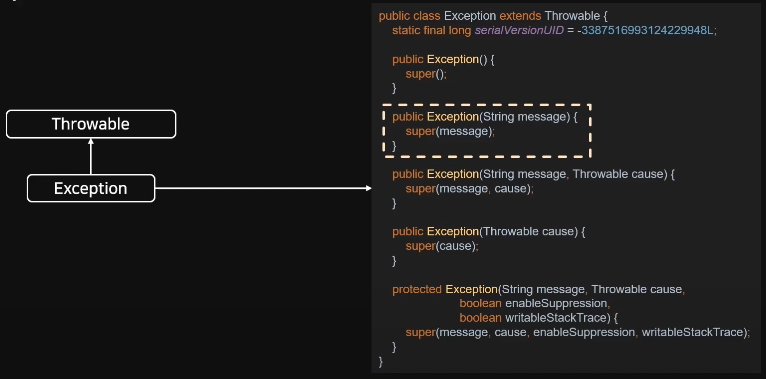 Throwable
Exception
public class Exception extends Throwable {
static final long serialVersionUID = -3387516993124229948L;
public Exception() {
super();
}
public Exception(String message) {
super(message);
}
public Exception(String message, Throwable cause) {
super(message, cause);
}
public Exception(Throwable cause) {
super(cause);
}
protected Exception(String message, Throwable cause,
boolean enableSuppression,
boolean writableStackTrace) {
super(message, cause, enableSuppression, writableStackTrace);
}
}